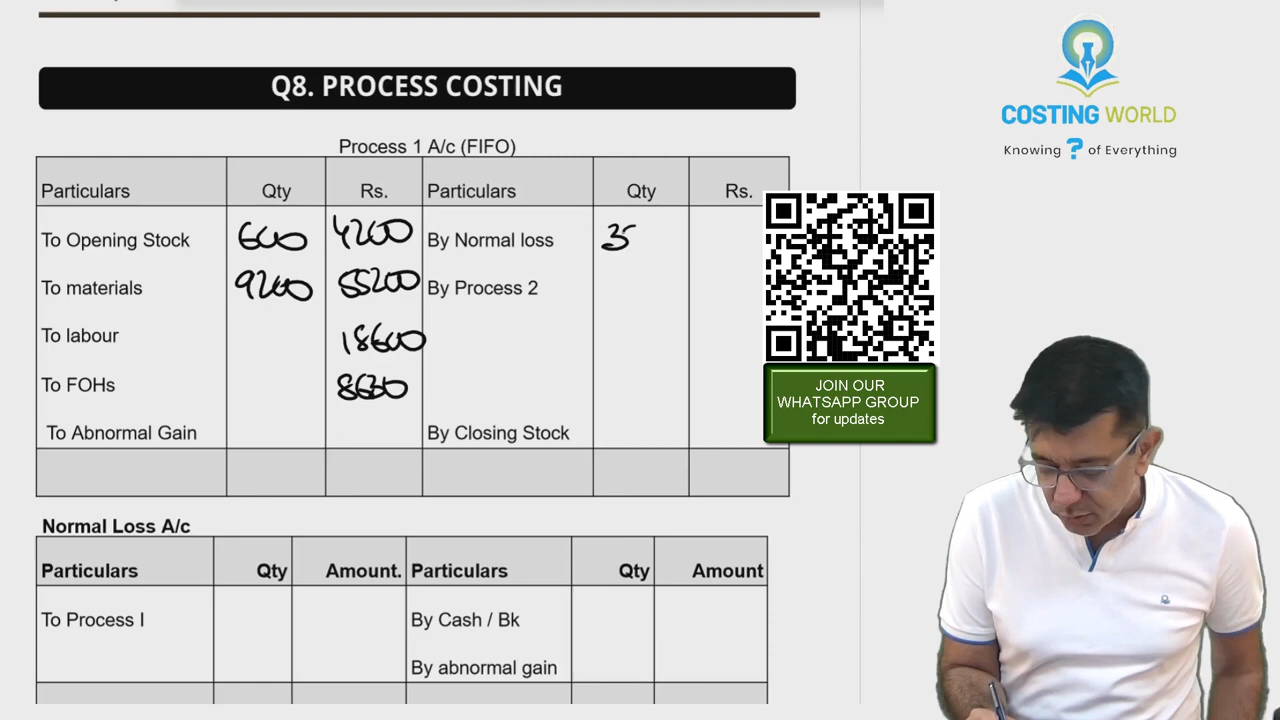 Q8. PROCESS COSTING
COSTING WORLD
Knowing ? of Everything
Process 1 A/c (FIFO)
Particulars Qty Rs. Particulars Qty Rs.
To Opening Stock 600 4200 By Normal loss 35
To materials 9200 55200 By Process 2
To labour 18600
To FOHs
To Abnormal Gain By Closing Stock
JOIN OUR
WHATSAPP GROUP
for updates
Normal Loss A/c
Particulars Qty Amount. Particulars Qty Amount
To Process I By Cash / Bk
By abnormal gain